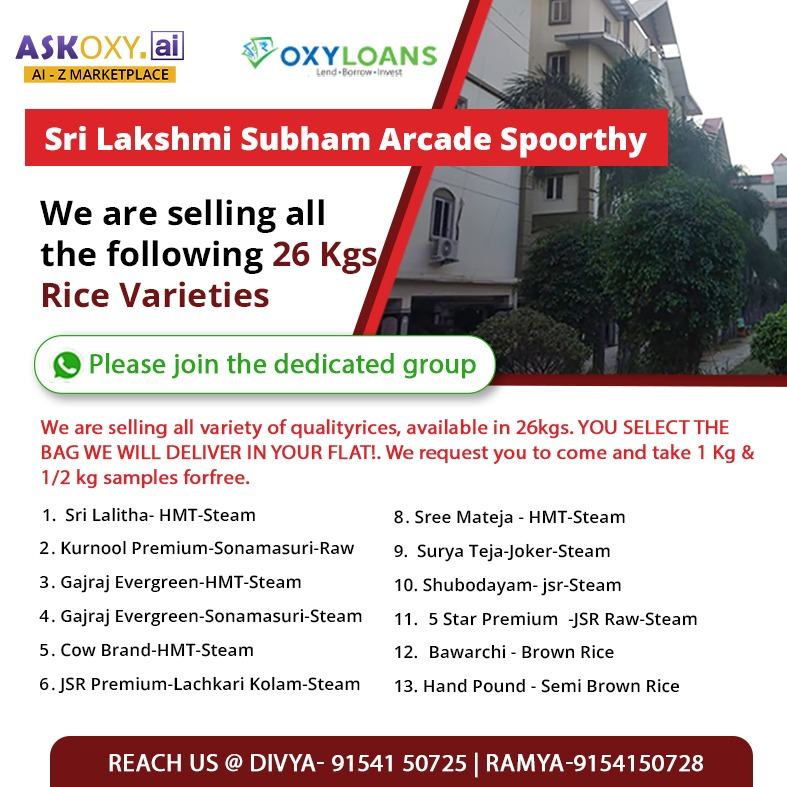 ASKOXY.ai
AI - Z MARKETPLACE
OXYLOANS
Lend•Borrow•Invest
Sri Lakshmi Subham Arcade Spoorthy
We are selling all
the following 26 Kgs
Rice Varieties
Please join the dedicated group
We are selling all variety of qualityrices, available in 26kgs. YOU SELECT THE
BAG WE WILL DELIVER IN YOUR FLAT!. We request you to come and take 1 Kg &
1/2 kg samples forfree.
1. Sri Lalitha- HMT-Steam
2. Kurnool Premium-Sonamasuri-Raw
3. Gajraj Evergreen-HMT-Steam
4. Gajraj Evergreen-Sonamasuri-Steam
5. Cow Brand-HMT-Steam
6. JSR Premium-Lachkari Kolam-Steam
8. Sree Mateja - HMT-Steam
9. Surya Teja-Joker-Steam
10. Shubodayam- jsr-Steam
11. 5 Star Premium -JSR Raw-Steam
12. Bawarchi - Brown Rice
13. Hand Pound - Semi Brown Rice
REACH US @ DIVYA- 91541 50725 | RAMYA-9154150728